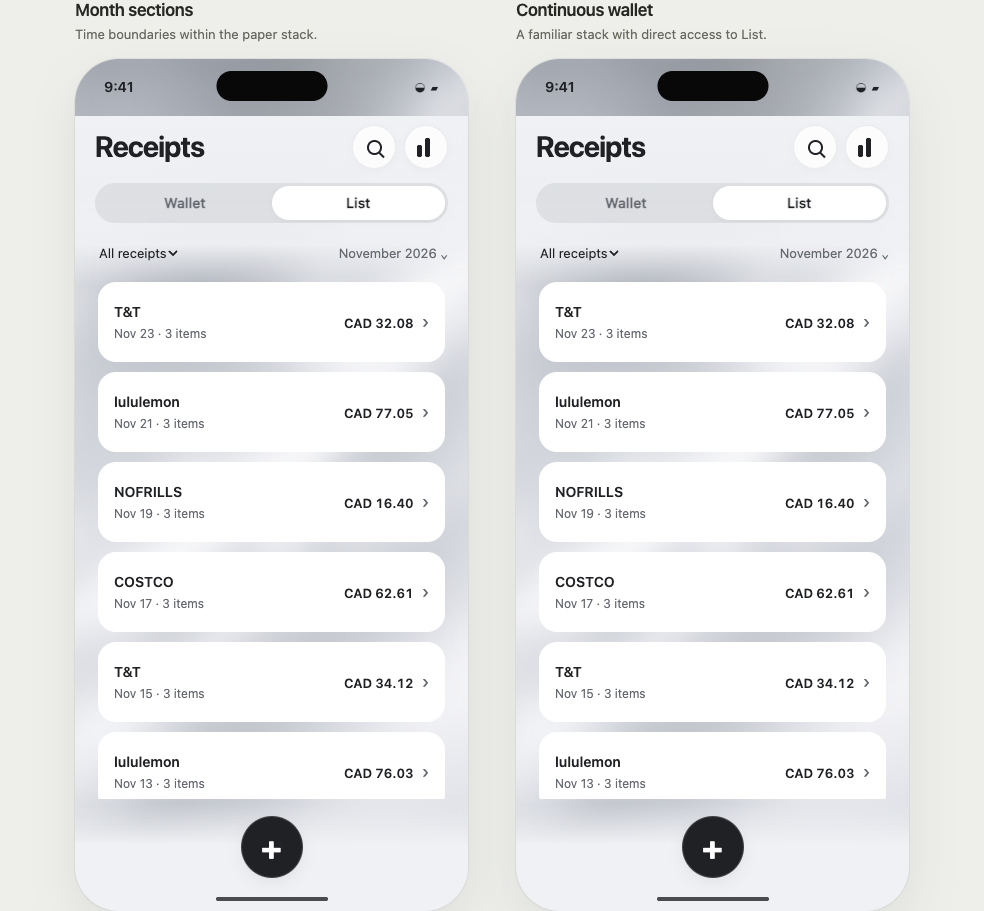 Month sections
Time boundaries within the paper stack.
9:41
Receipts
Wallet
List
All receipts
November 2026
T&T
Nov 23 · 3 items
CAD 32.08
lululemon
Nov 21 · 3 items
CAD 77.05
NOFRILLS
Nov 19 · 3 items
CAD 16.40
COSTCO
Nov 17 · 3 items
CAD 62.61
T&T
Nov 15 · 3 items
CAD 34.12
lululemon
Nov 13 · 3 items
CAD 76.03
Continuous wallet
A familiar stack with direct access to List.
9:41
Receipts
Wallet
List
All receipts
November 2026
T&T
Nov 23 · 3 items
CAD 32.08
lululemon
Nov 21 · 3 items
CAD 77.05
NOFRILLS
Nov 19 · 3 items
CAD 16.40
COSTCO
Nov 17 · 3 items
CAD 62.61
T&T
Nov 15 · 3 items
CAD 34.12
lululemon
Nov 13 · 3 items
CAD 76.03